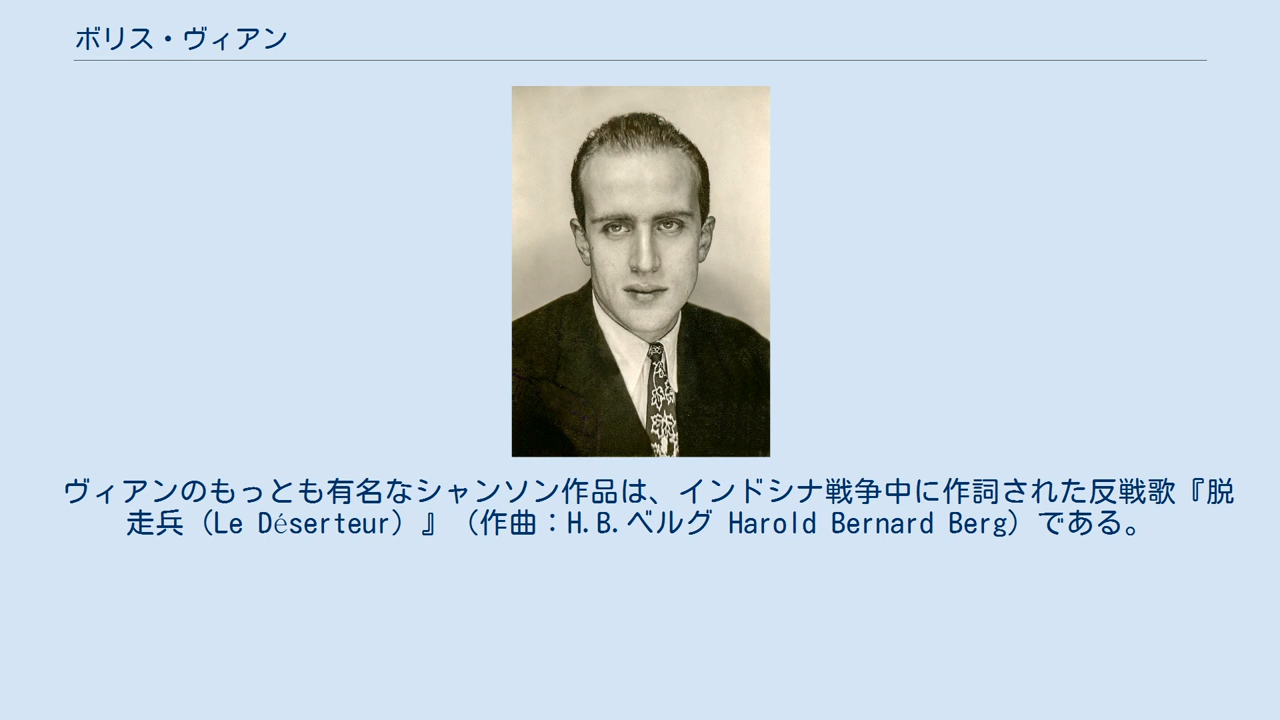 ボリス・ヴィアン
ヴィアンのもっとも有名なシャンソン作品は、インドシナ戦争中に作詞された反戦歌『脱
走兵（Le Déserteur）』（作曲：H.B.ベルグ Harold Bernard Berg）である。